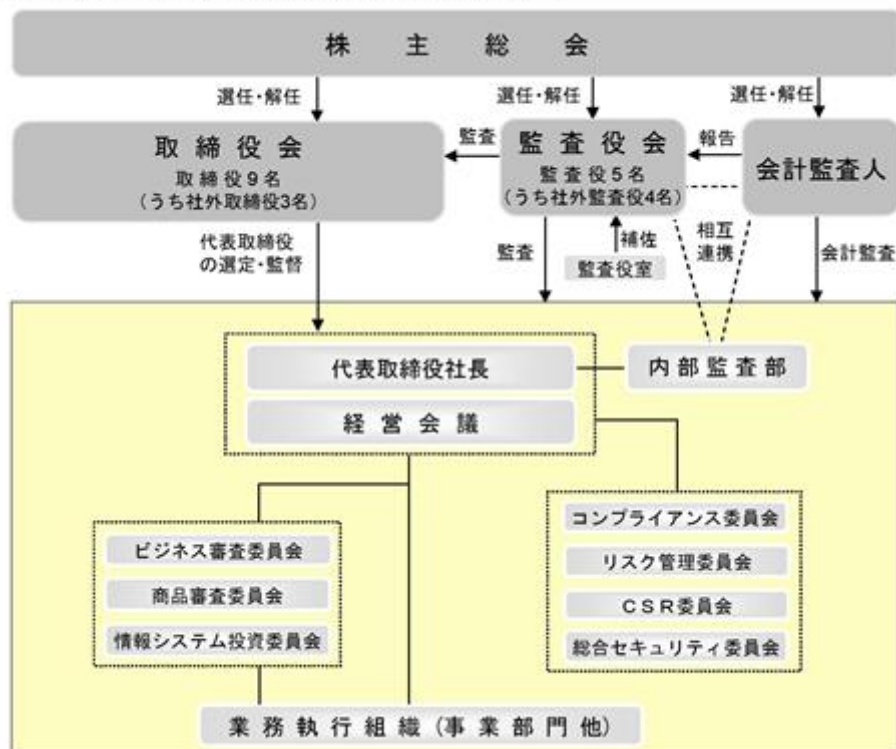 株主総会
選任・解任
選任・解任
選任・解任
取締役会
取締役9名
（うち社外取締役3名）
監査
監査役会
監査役5名
（うち社外監査役4名）
報告
会計監査人
代表取締役
の選定・監督
監査
補佐
監査役室
相互
連携
会計監査
代表取締役社長
内部監査部
経営会議
ビジネス審査委員会
商品審査委員会
情報システム投資委員会
コンプライアンス委員会
リスク管理委員会
CSR委員会
総合セキュリティ委員会
業務執行組織（事業部門他）